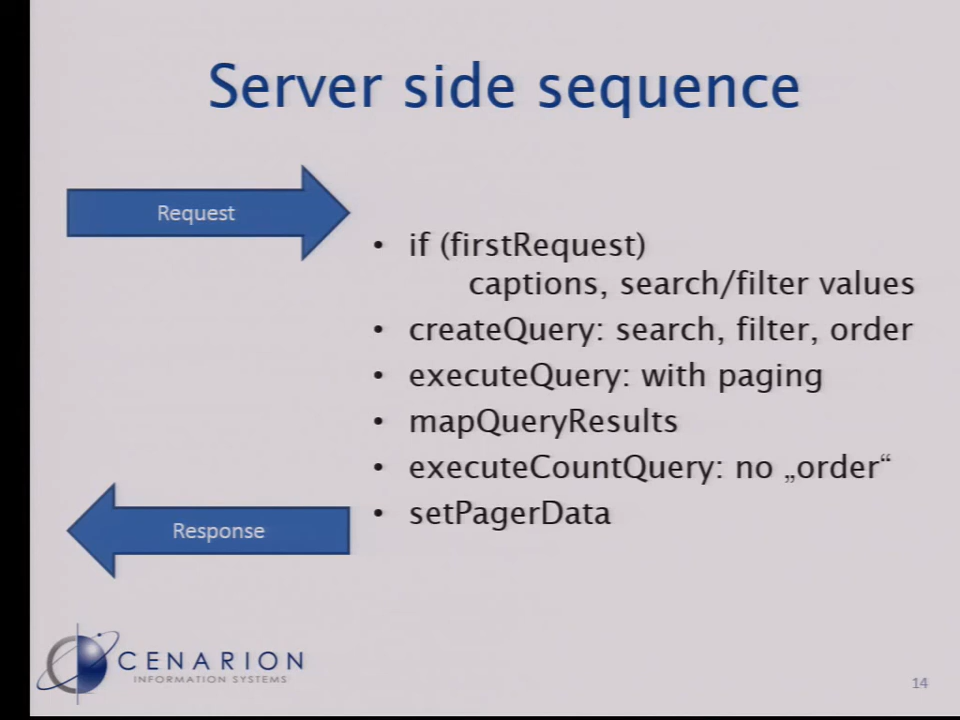 Server side sequence
Request
• if (firstRequest)
captions, search/filter values
• createQuery: search, filter, order
• executeQuery: with paging
• mapQueryResults
• executeCountQuery: no „order“
• setPagerData
Response
CENARION
INFORMATION SYSTEMS
14